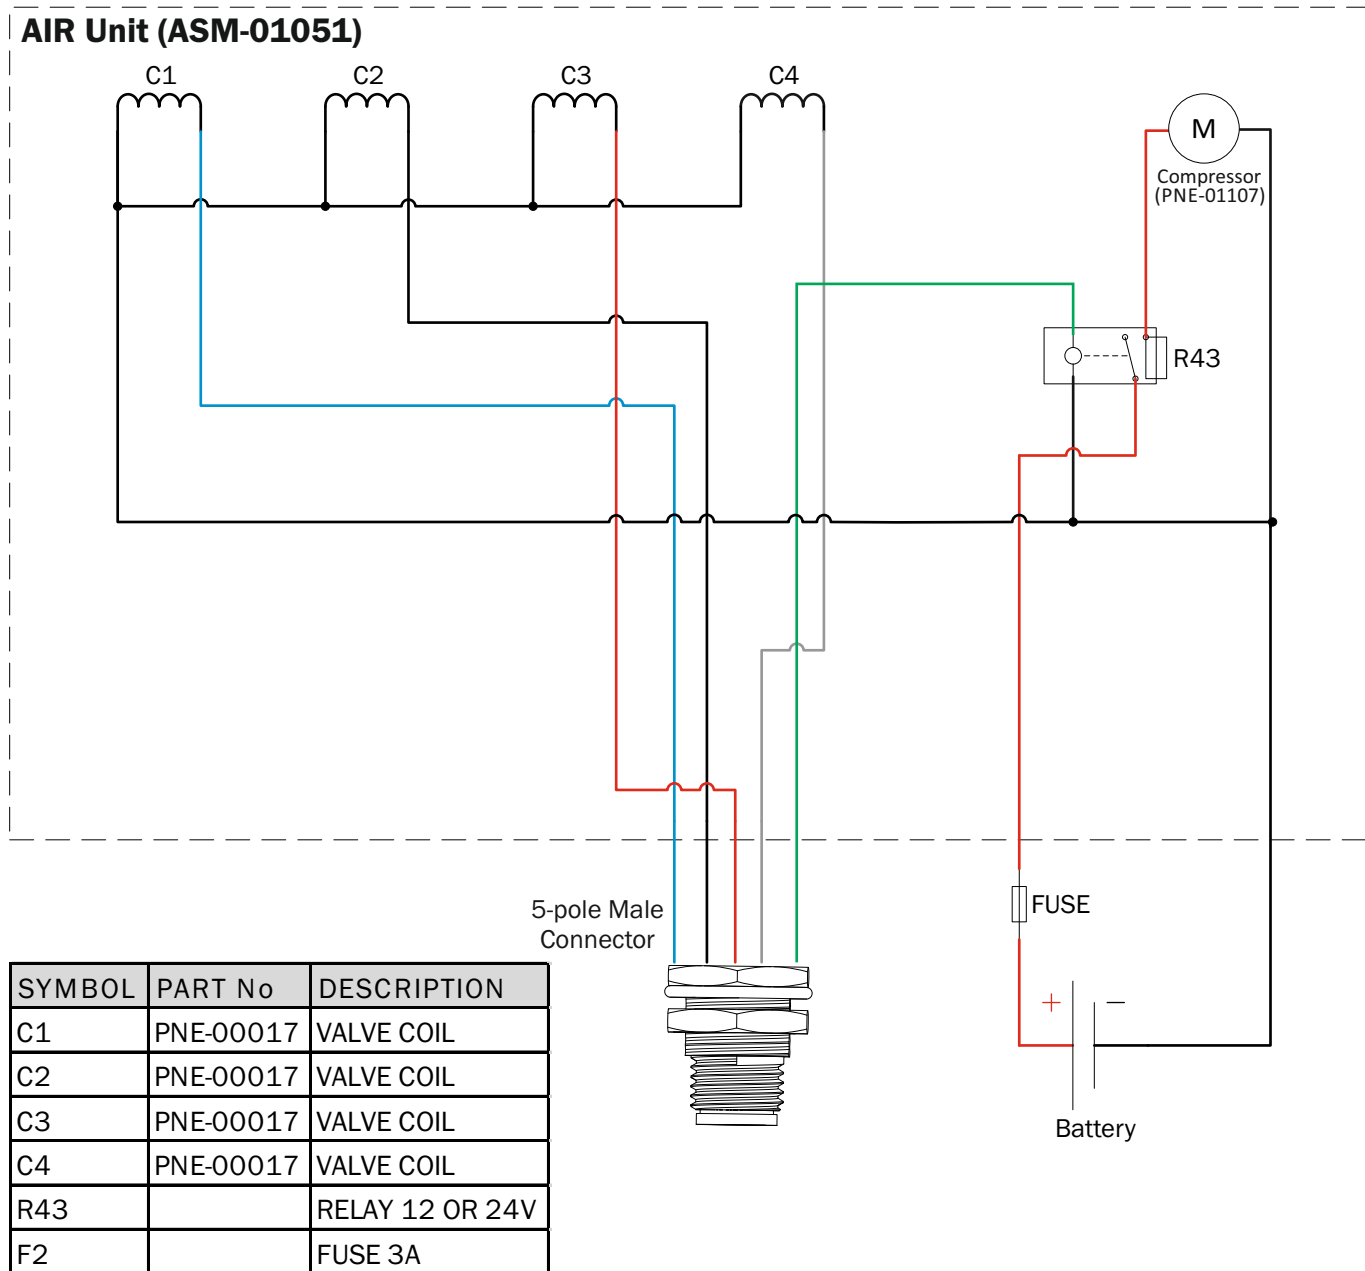 AIR Unit (ASM-01051)
C1
C2
C3
C4
M
Compressor
(PNE-01107)
R43
5-pole Male
Connector
FUSE
+
−
Battery
SYMBOL PART No DESCRIPTION
C1 PNE-00017 VALVE COIL
C2 PNE-00017 VALVE COIL
C3 PNE-00017 VALVE COIL
C4 PNE-00017 VALVE COIL
R43 RELAY 12 OR 24V
F2 FUSE 3A